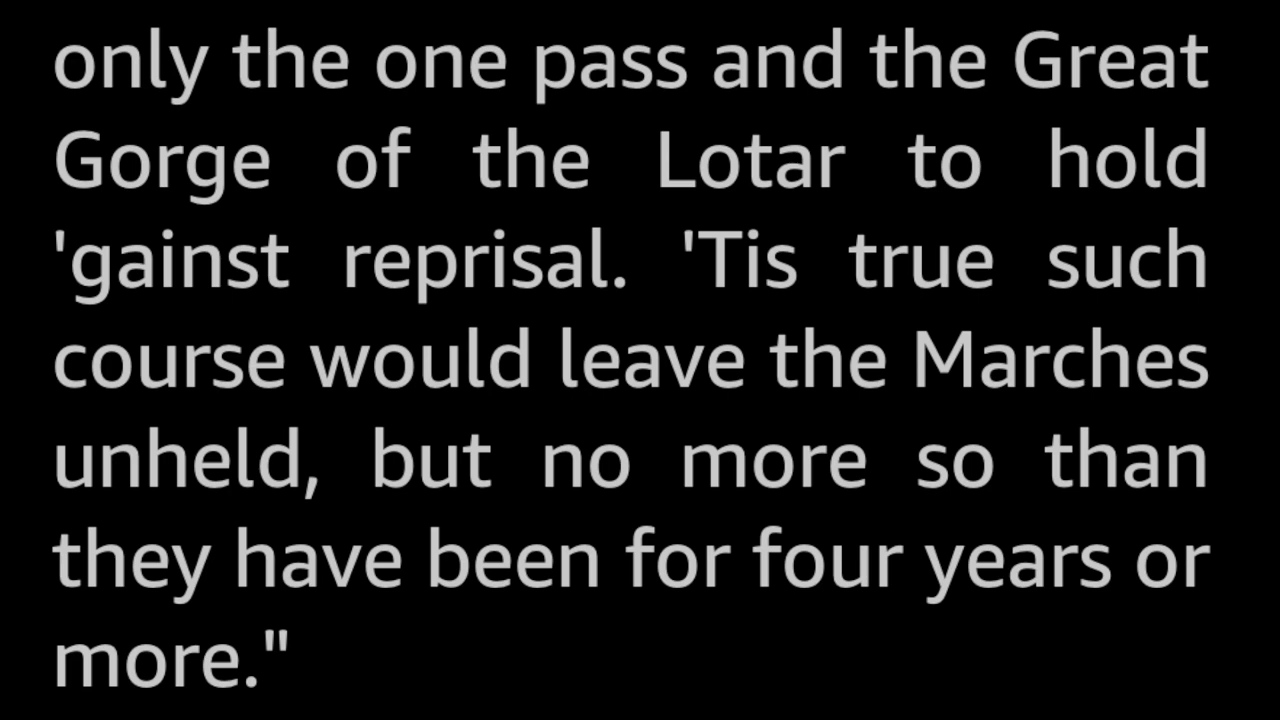 only the one pass and the Great
Gorge of the Lotar to hold
'gainst reprisal. 'Tis true such
course would leave the Marches
unheld, but no more so than
they have been for four years or
more."